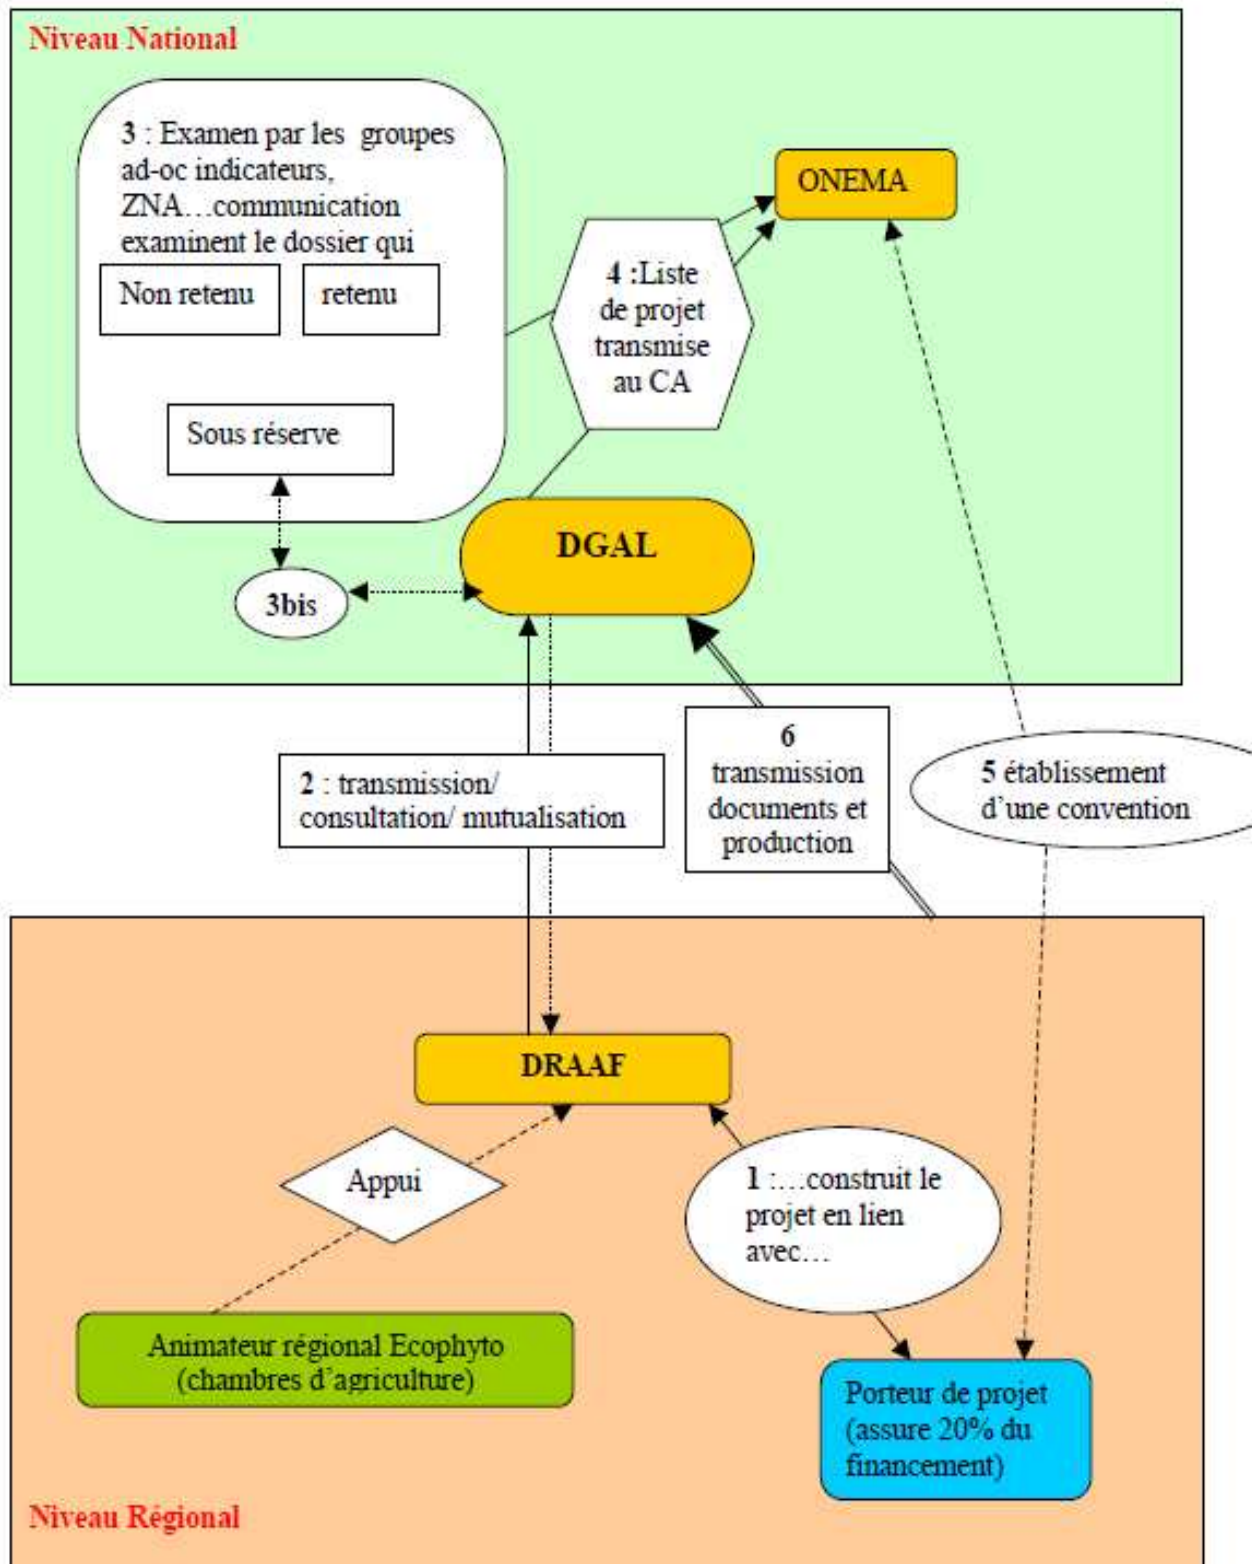 Niveau National
3 : Examen par les groupes
ad-oc indicateurs,
ZNA…communication
examinent le dossier qui
Non retenu
retenu
Sous réserve
3bis
ONEMA
4 :Liste
de projet
transmise
au CA
DGAL
2 : transmission/
consultation/ mutualisation
6
transmission
documents et
production
5 établissement
d’une convention
DRAAF
Appui
1 :…construit le
projet en lien
avec…
Animateur régional Ecophyto
(chambres d’agriculture)
Porteur de projet
(assure 20% du
financement)
Niveau Régional